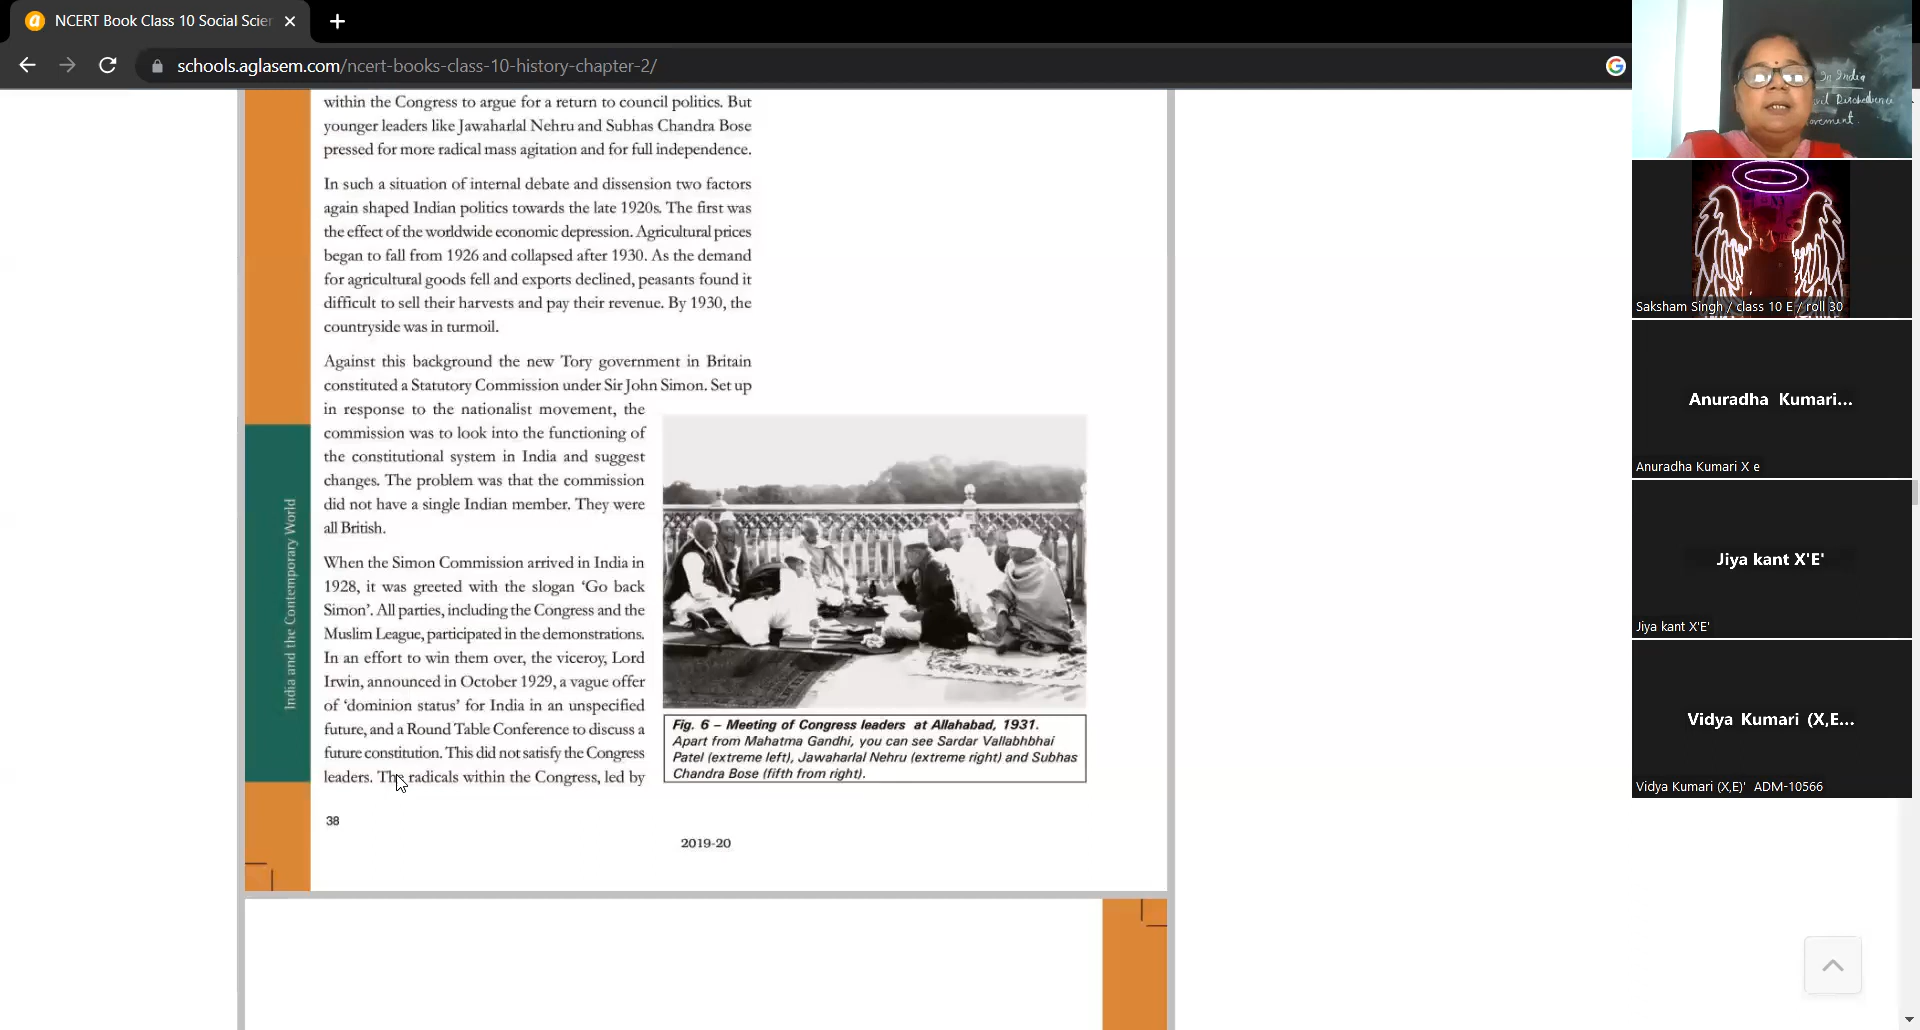 NCERT Book Class 10 Social Scier
schools.aglasem.com/ncert-books-class-10-history-chapter-2/
within the Congress to argue for a return to council politics. But
younger leaders like Jawaharlal Nehru and Subhas Chandra Bose
pressed for more radical mass agitation and for full independence.
In such a situation of internal debate and dissension two factors
again shaped Indian politics towards the late 1920s. The first was
the effect of the worldwide economic depression. Agricultural prices
began to fall from 1926 and collapsed after 1930. As the demand
for agricultural goods fell and exports declined, peasants found it
difficult to sell their harvests and pay their revenue. By 1930, the
countryside was in turmoil.
Against this background the new Tory government in Britain
constituted a Statutory Commission under Sir John Simon. Set up
in response to the nationalist movement, the
commission was to look into the functioning of
the constitutional system in India and suggest
changes. The problem was that the commission
did not have a single Indian member. They were
all British.
When the Simon Commission arrived in India in
1928, it was greeted with the slogan ‘Go back
Simon’. All parties, including the Congress and the
Muslim League, participated in the demonstrations.
In an effort to win them over, the viceroy, Lord
Irwin, announced in October 1929, a vague offer
of ‘dominion status’ for India in an unspecified
future, and a Round Table Conference to discuss a
future constitution. This did not satisfy the Congress
leaders. The radicals within the Congress, led by
Fig. 6 – Meeting of Congress leaders at Allahabad, 1931.
Apart from Mahatma Gandhi, you can see Sardar Vallabhbhai
Patel (extreme left), Jawaharlal Nehru (extreme right) and Subhas
Chandra Bose (fifth from right).
India and the Contemporary World
38
2019-20
In India
Disobedience
Saksham Singh / class 10 E / roll 30
Anuradha Kumari...
Anuradha Kumari X e
Jiya kant X'E'
Jiya kant X'E'
Vidya Kumari (X,E...
Vidya Kumari (X,E)' ADM-10566